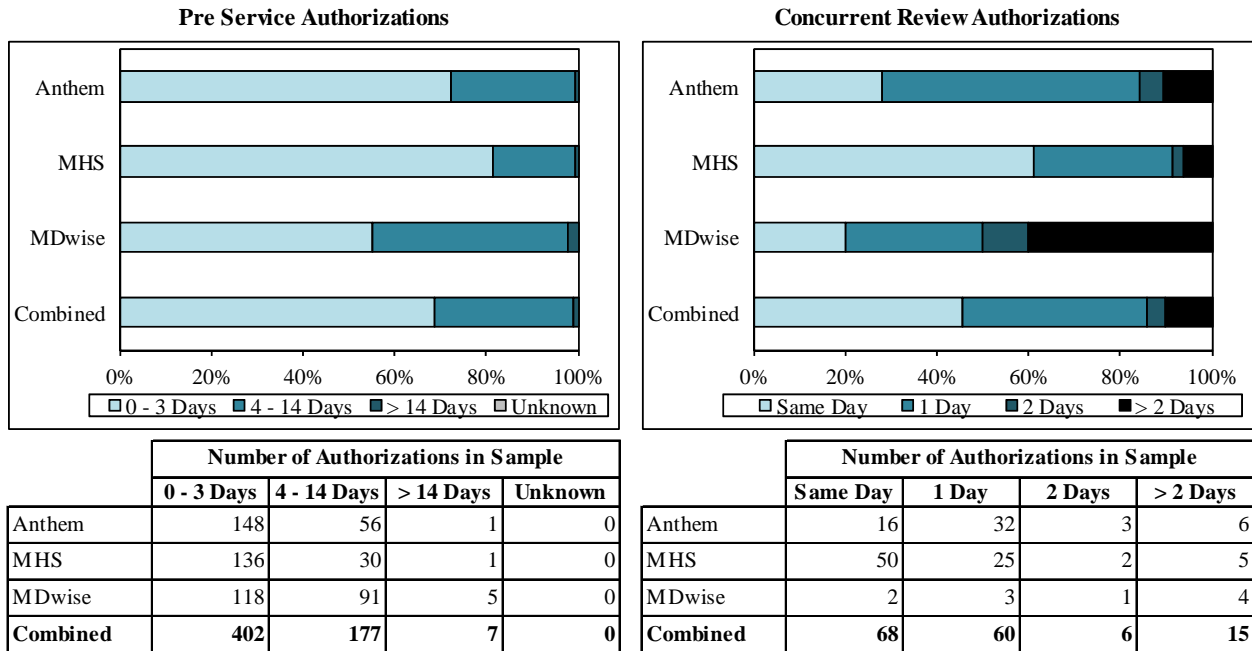 Pre Service Authorizations
Anthem
MHS
MDwise
Combined
0% 20% 40% 60% 80% 100%
0 - 3 Days 4 - 14 Days > 14 Days Unknown
Number of Authorizations in Sample
0 - 3 Days 4 - 14 Days > 14 Days Unknown
Anthem 148 56 1 0
MHS 136 30 1 0
MDwise 118 91 5 0
Combined 402 177 7 0
Concurrent Review Authorizations
Anthem
MHS
MDwise
Combined
0% 20% 40% 60% 80% 100%
Same Day 1 Day 2 Days > 2 Days
Number of Authorizations in Sample
Same Day 1 Day 2 Days > 2 Days
Anthem 16 32 3 6
MHS 50 25 2 5
MDwise 2 3 1 4
Combined 68 60 6 15